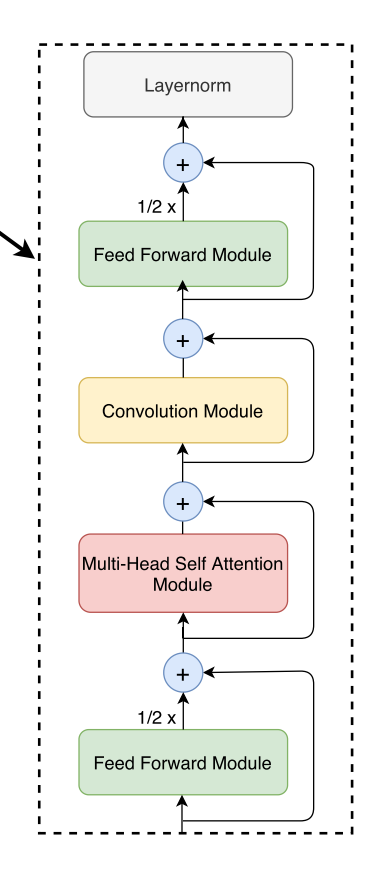 Layernorm
+
1/2 x
Feed Forward Module
+
Convolution Module
+
Multi-Head Self Attention
Module
+
1/2 x
Feed Forward Module